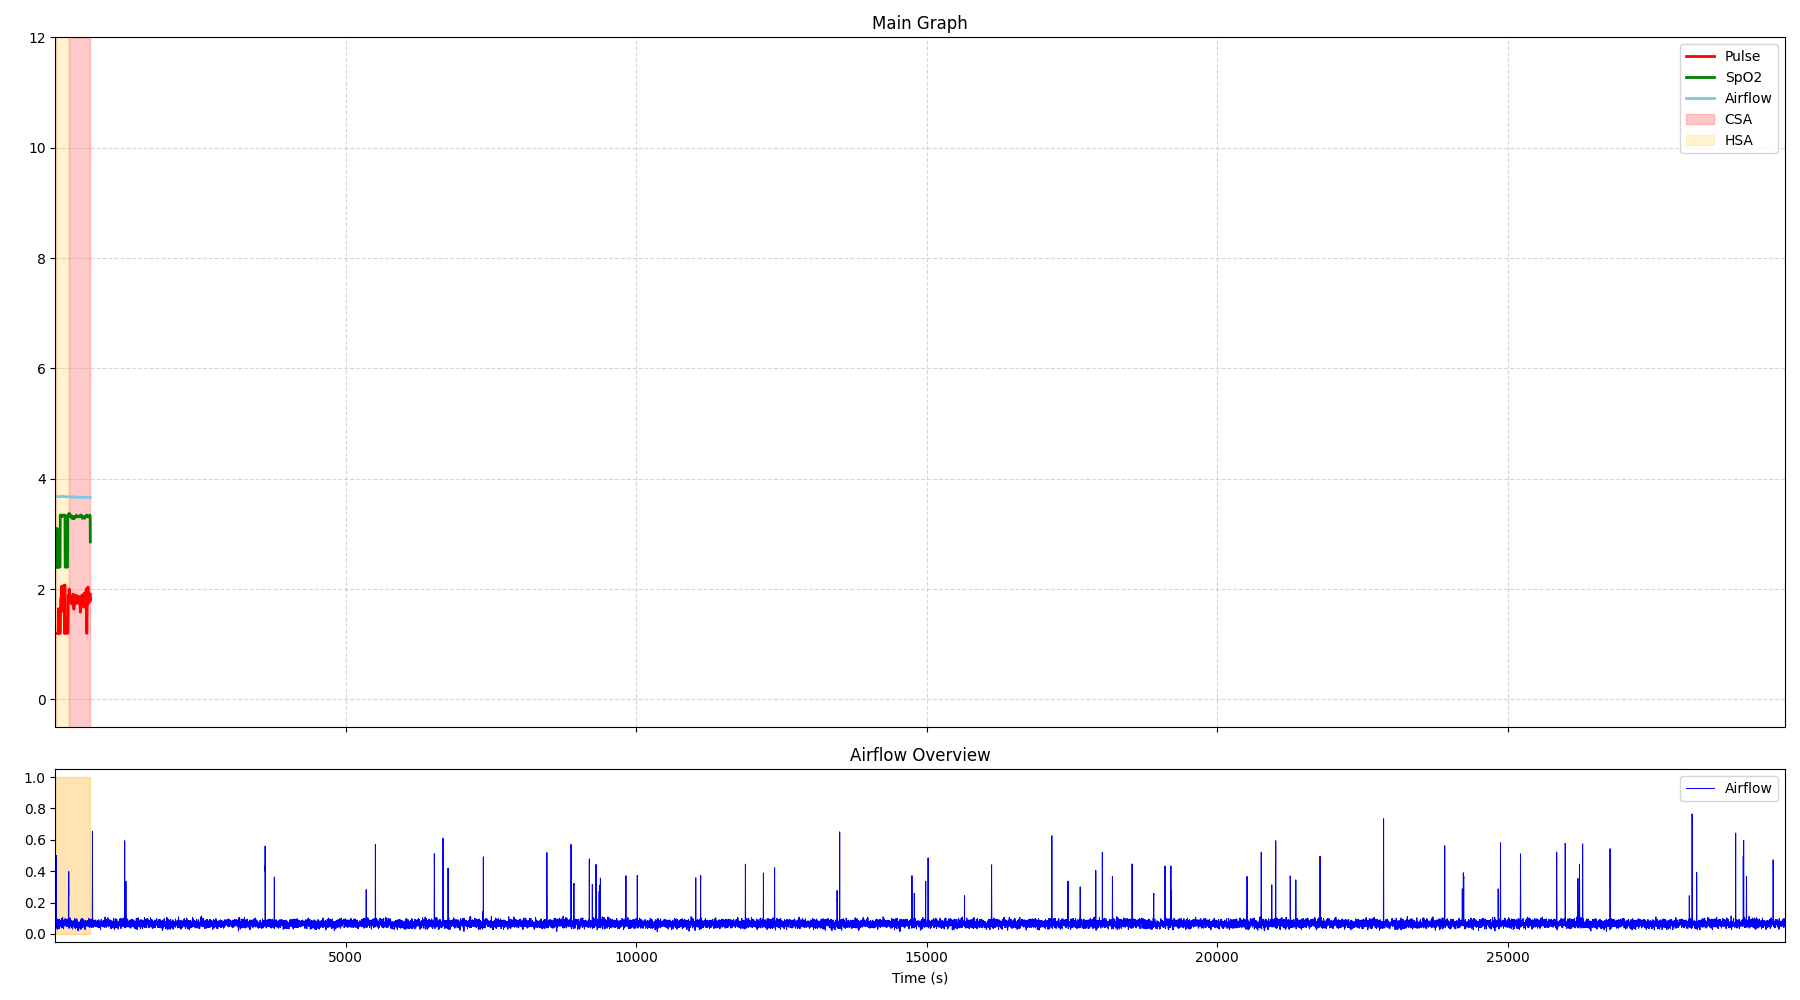 Main Graph
12
10
8
6
4
2
0
Pulse
SpO2
Airflow
CSA
HSA
Airflow Overview
1.0
0.8
0.6
0.4
0.2
0.0
Airflow
5000 10000 15000 20000 25000
Time (s)